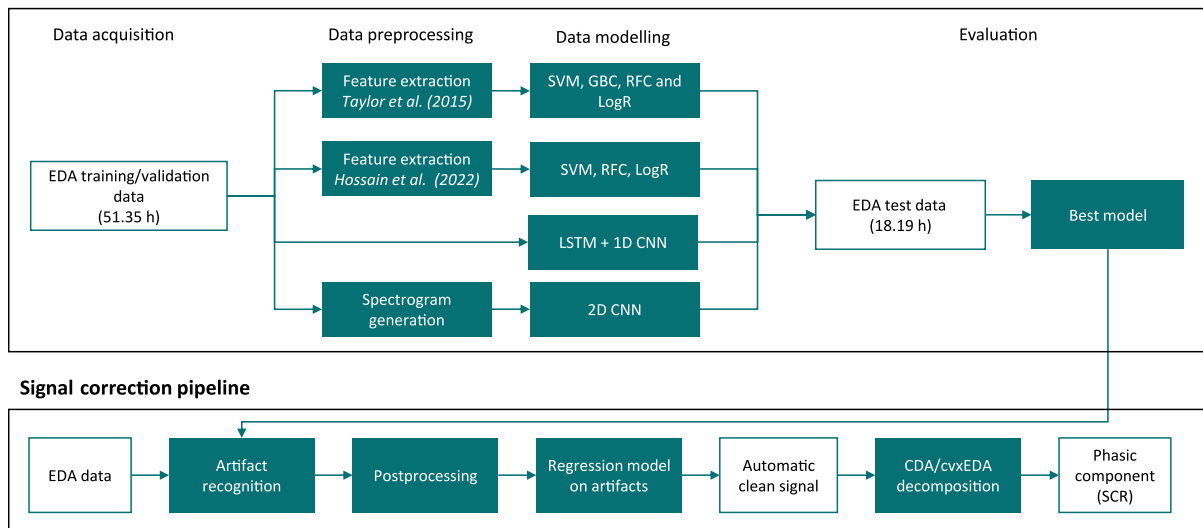 Data acquisition
Data preprocessing
Data modelling
Evaluation
Feature extraction
Taylor et al. (2015)
SVM, GBC, RFC and
LogR
EDA training/validation
data
(51.35 h)
Feature extraction
Hossain et al. (2022)
SVM, RFC, LogR
EDA test data
(18.19 h)
Best model
LSTM + 1D CNN
Spectrogram
generation
2D CNN
Signal correction pipeline
EDA data
Artifact
recognition
Postprocessing
Regression model
on artifacts
Automatic
clean signal
CDA/cvxEDA
decomposition
Phasic
component
(SCR)